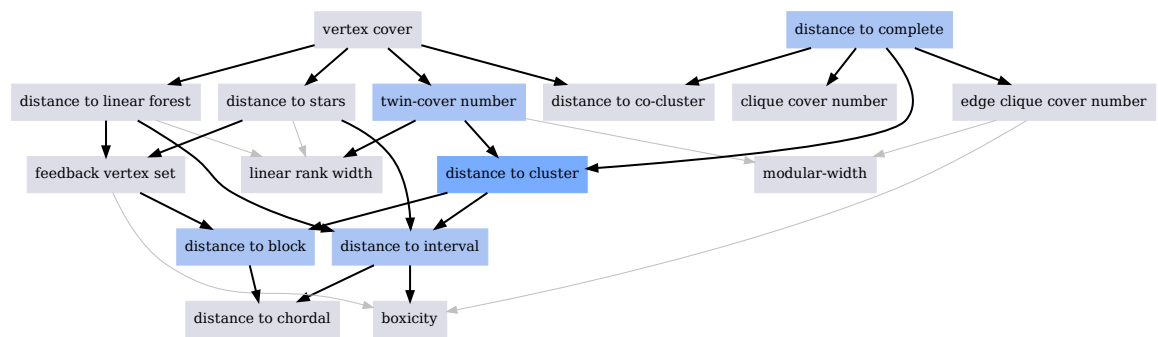 vertex cover
distance to complete
distance to linear forest
distance to stars
twin-cover number
distance to co-cluster
clique cover number
edge clique cover number
feedback vertex set
linear rank width
distance to cluster
modular-width
distance to block
distance to interval
distance to chordal
boxicity